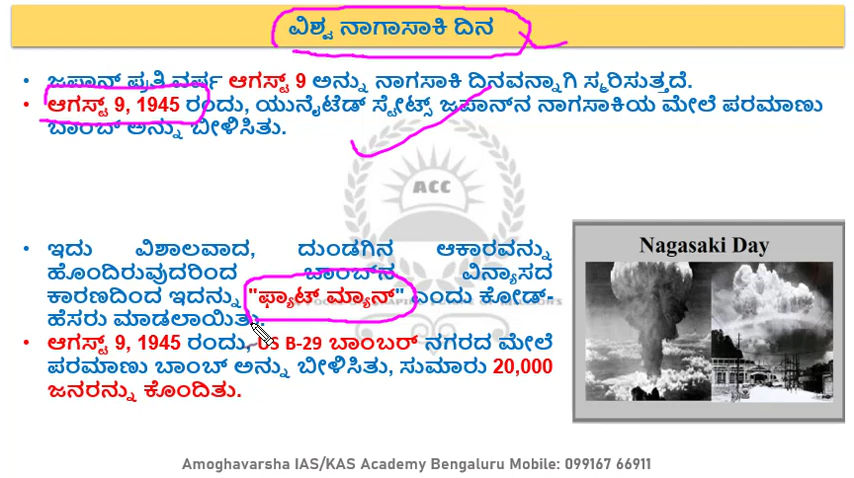 ವಿಶ್ವ ನಾಗಾಸಾಕಿ ದಿನ
• ಜಪಾನ್ ಪ್ರತಿ ವರ್ಷ ಆಗಸ್ಟ್ 9 ಅನ್ನು ನಾಗಸಾಕಿ ದಿನವನ್ನಾಗಿ ಸ್ಮರಿಸುತ್ತದೆ.
• ಆಗಸ್ಟ್ 9, 1945 ರಂದು, ಯುನೈಟೆಡ್ ಸ್ಟೇಟ್ಸ್ ಜಪಾನ್‌ನ ನಾಗಸಾಕಿಯ ಮೇಲೆ ಪರಮಾಣು
ಬಾಂಬ್ ಅನ್ನು ಬೀಳಿಸಿತು.
ACC
• ಇದು ವಿಶಾಲವಾದ, ದುಂಡಗಿನ ಆಕಾರವನ್ನು
ಹೊಂದಿರುವುದರಿಂದ ಬಾಂಬ್‌ನ ವಿನ್ಯಾಸದ
ಕಾರಣದಿಂದ ಇದನ್ನು "ಫ್ಯಾಟ್ ಮ್ಯಾನ್" ಎಂದು ಕೋಡ್-
ಹೆಸರು ಮಾಡಲಾಯಿತು.
• ಆಗಸ್ಟ್ 9, 1945 ರಂದು, US B-29 ಬಾಂಬರ್ ನಗರದ ಮೇಲೆ
ಪರಮಾಣು ಬಾಂಬ್ ಅನ್ನು ಬೀಳಿಸಿತು, ಸುಮಾರು 20,000
ಜನರನ್ನು ಕೊಂದಿತು.
Nagasaki Day
Amoghavarsha IAS/KAS Academy Bengaluru Mobile: 099167 66911